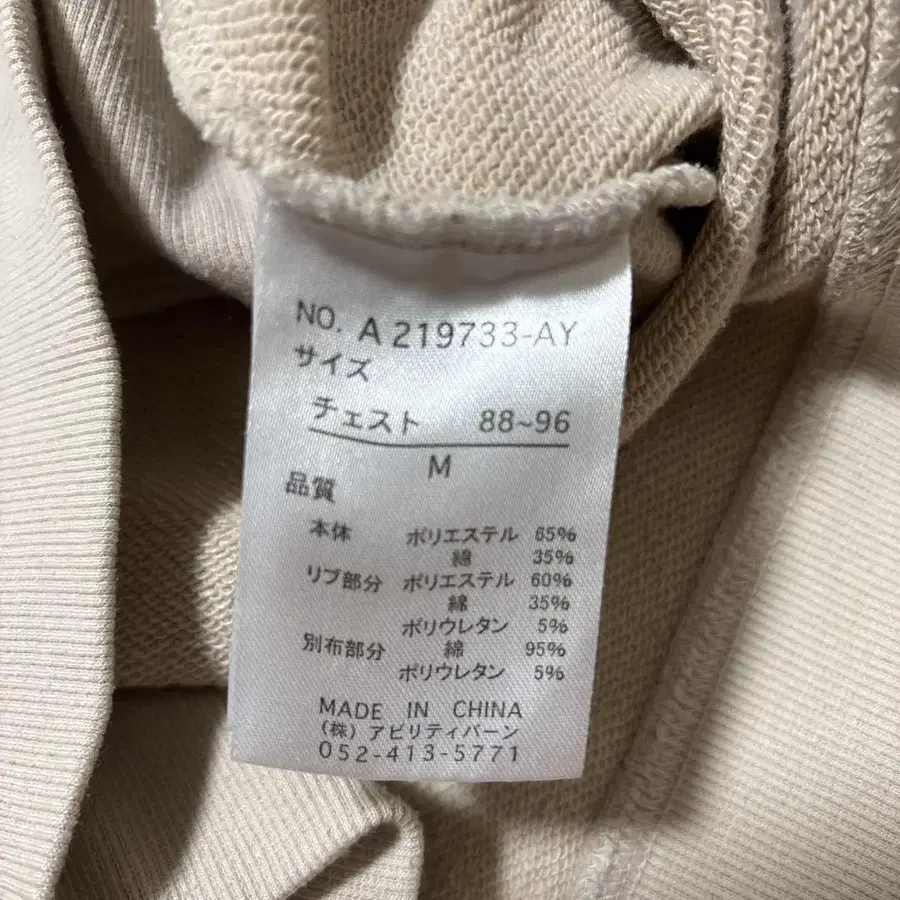 NO. A 219733-AY
サイズ
チェスト 88~96
M
品質
本体 ポリエステル 65%
綿 35%
リブ部分 ポリエステル 60%
綿 35%
ポリウレタン 5%
別布部分 綿 95%
ポリウレタン 5%
MADE IN CHINA
(株) アビリティバーン
052-413-5771